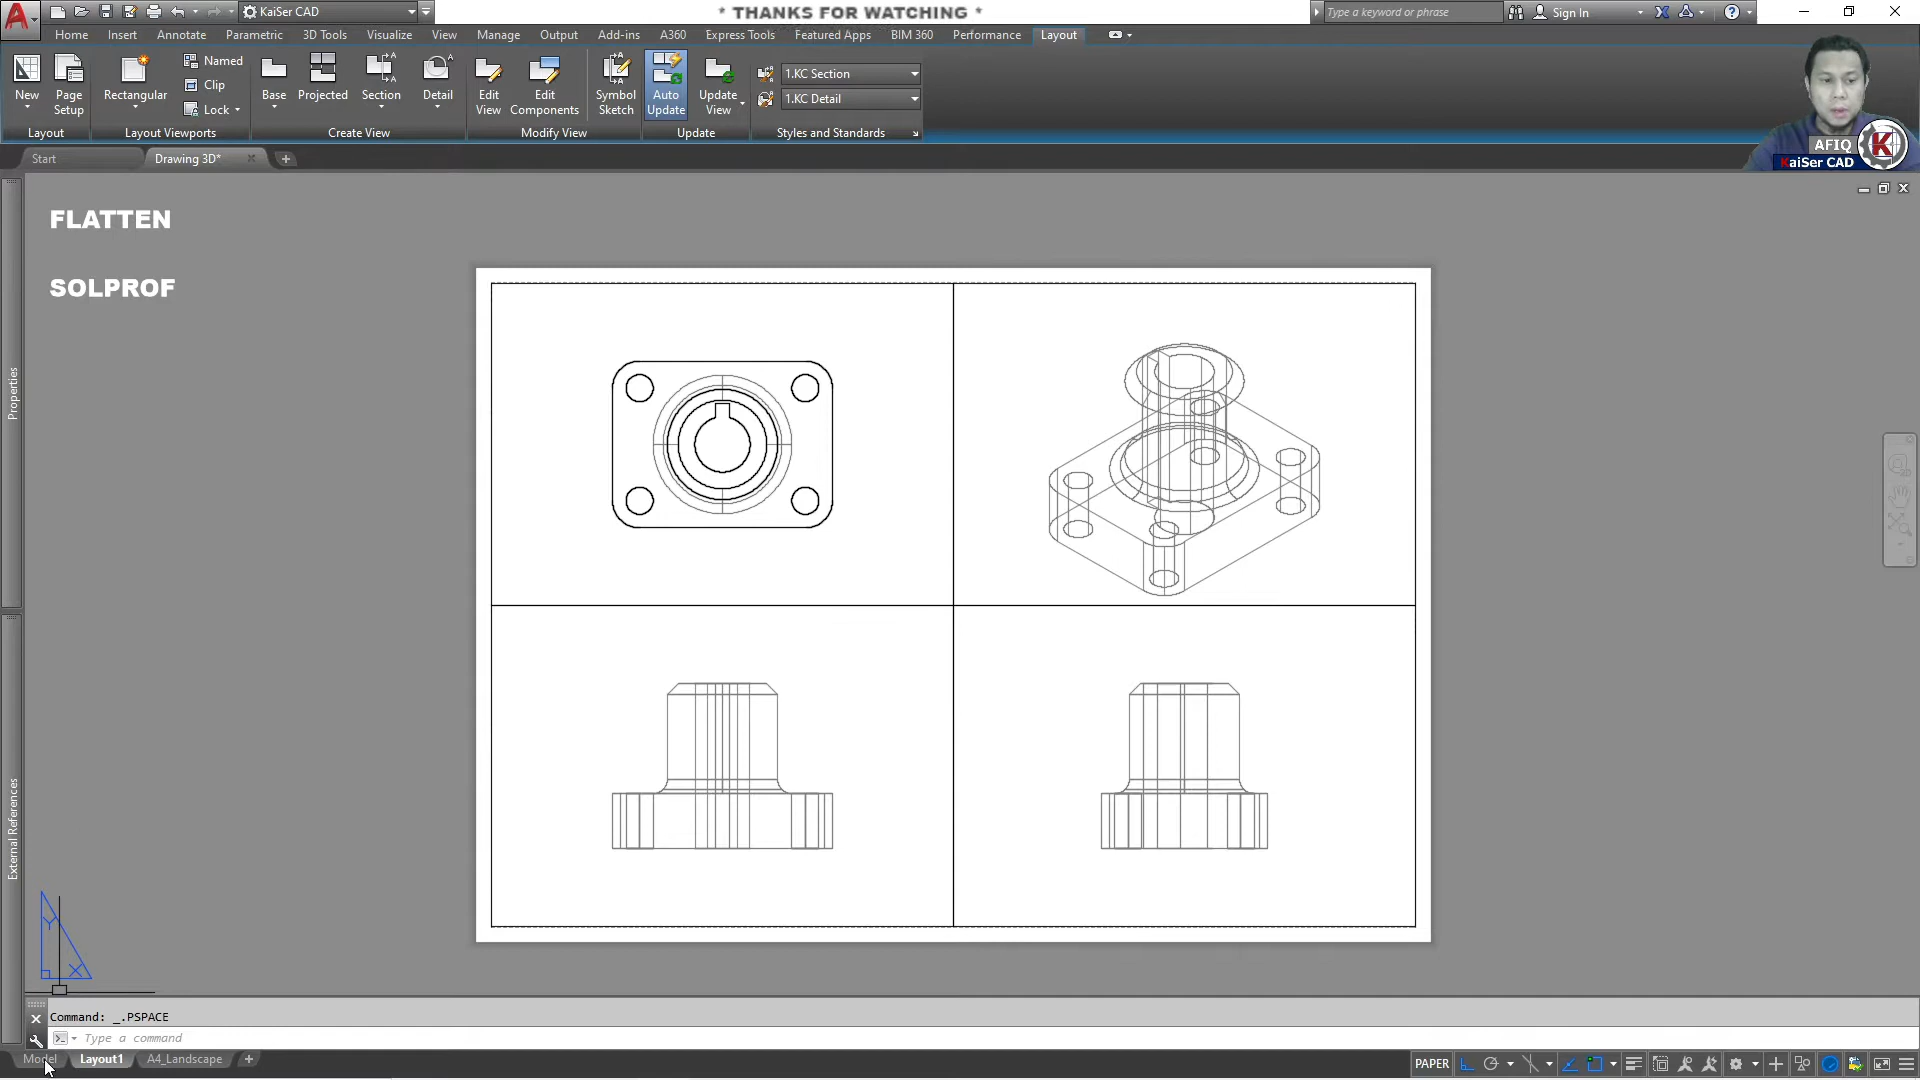 KaiSer CAD
* THANKS FOR WATCHING *
Type a keyword or phrase
Sign In
Home Insert Annotate Parametric 3D Tools Visualize View Manage Output Add-ins A360 Express Tools Featured Apps BIM 360 Performance Layout
New
Page Setup
Rectangular
Named
Clip
Lock
Base
Projected
Section
Detail
Edit View
Edit Components
Symbol Sketch
Auto Update
Update View
1.KC Section
1.KC Detail
Layout
Layout Viewports
Create View
Modify View
Update
Styles and Standards
AFIQ
KaiSer CAD
K
Start
Drawing 3D*
FLATTEN
SOLPROF
Properties
External References
Y
X
Command: _.PSPACE
Type a command
Model
Layout1
A4_Landscape
PAPER